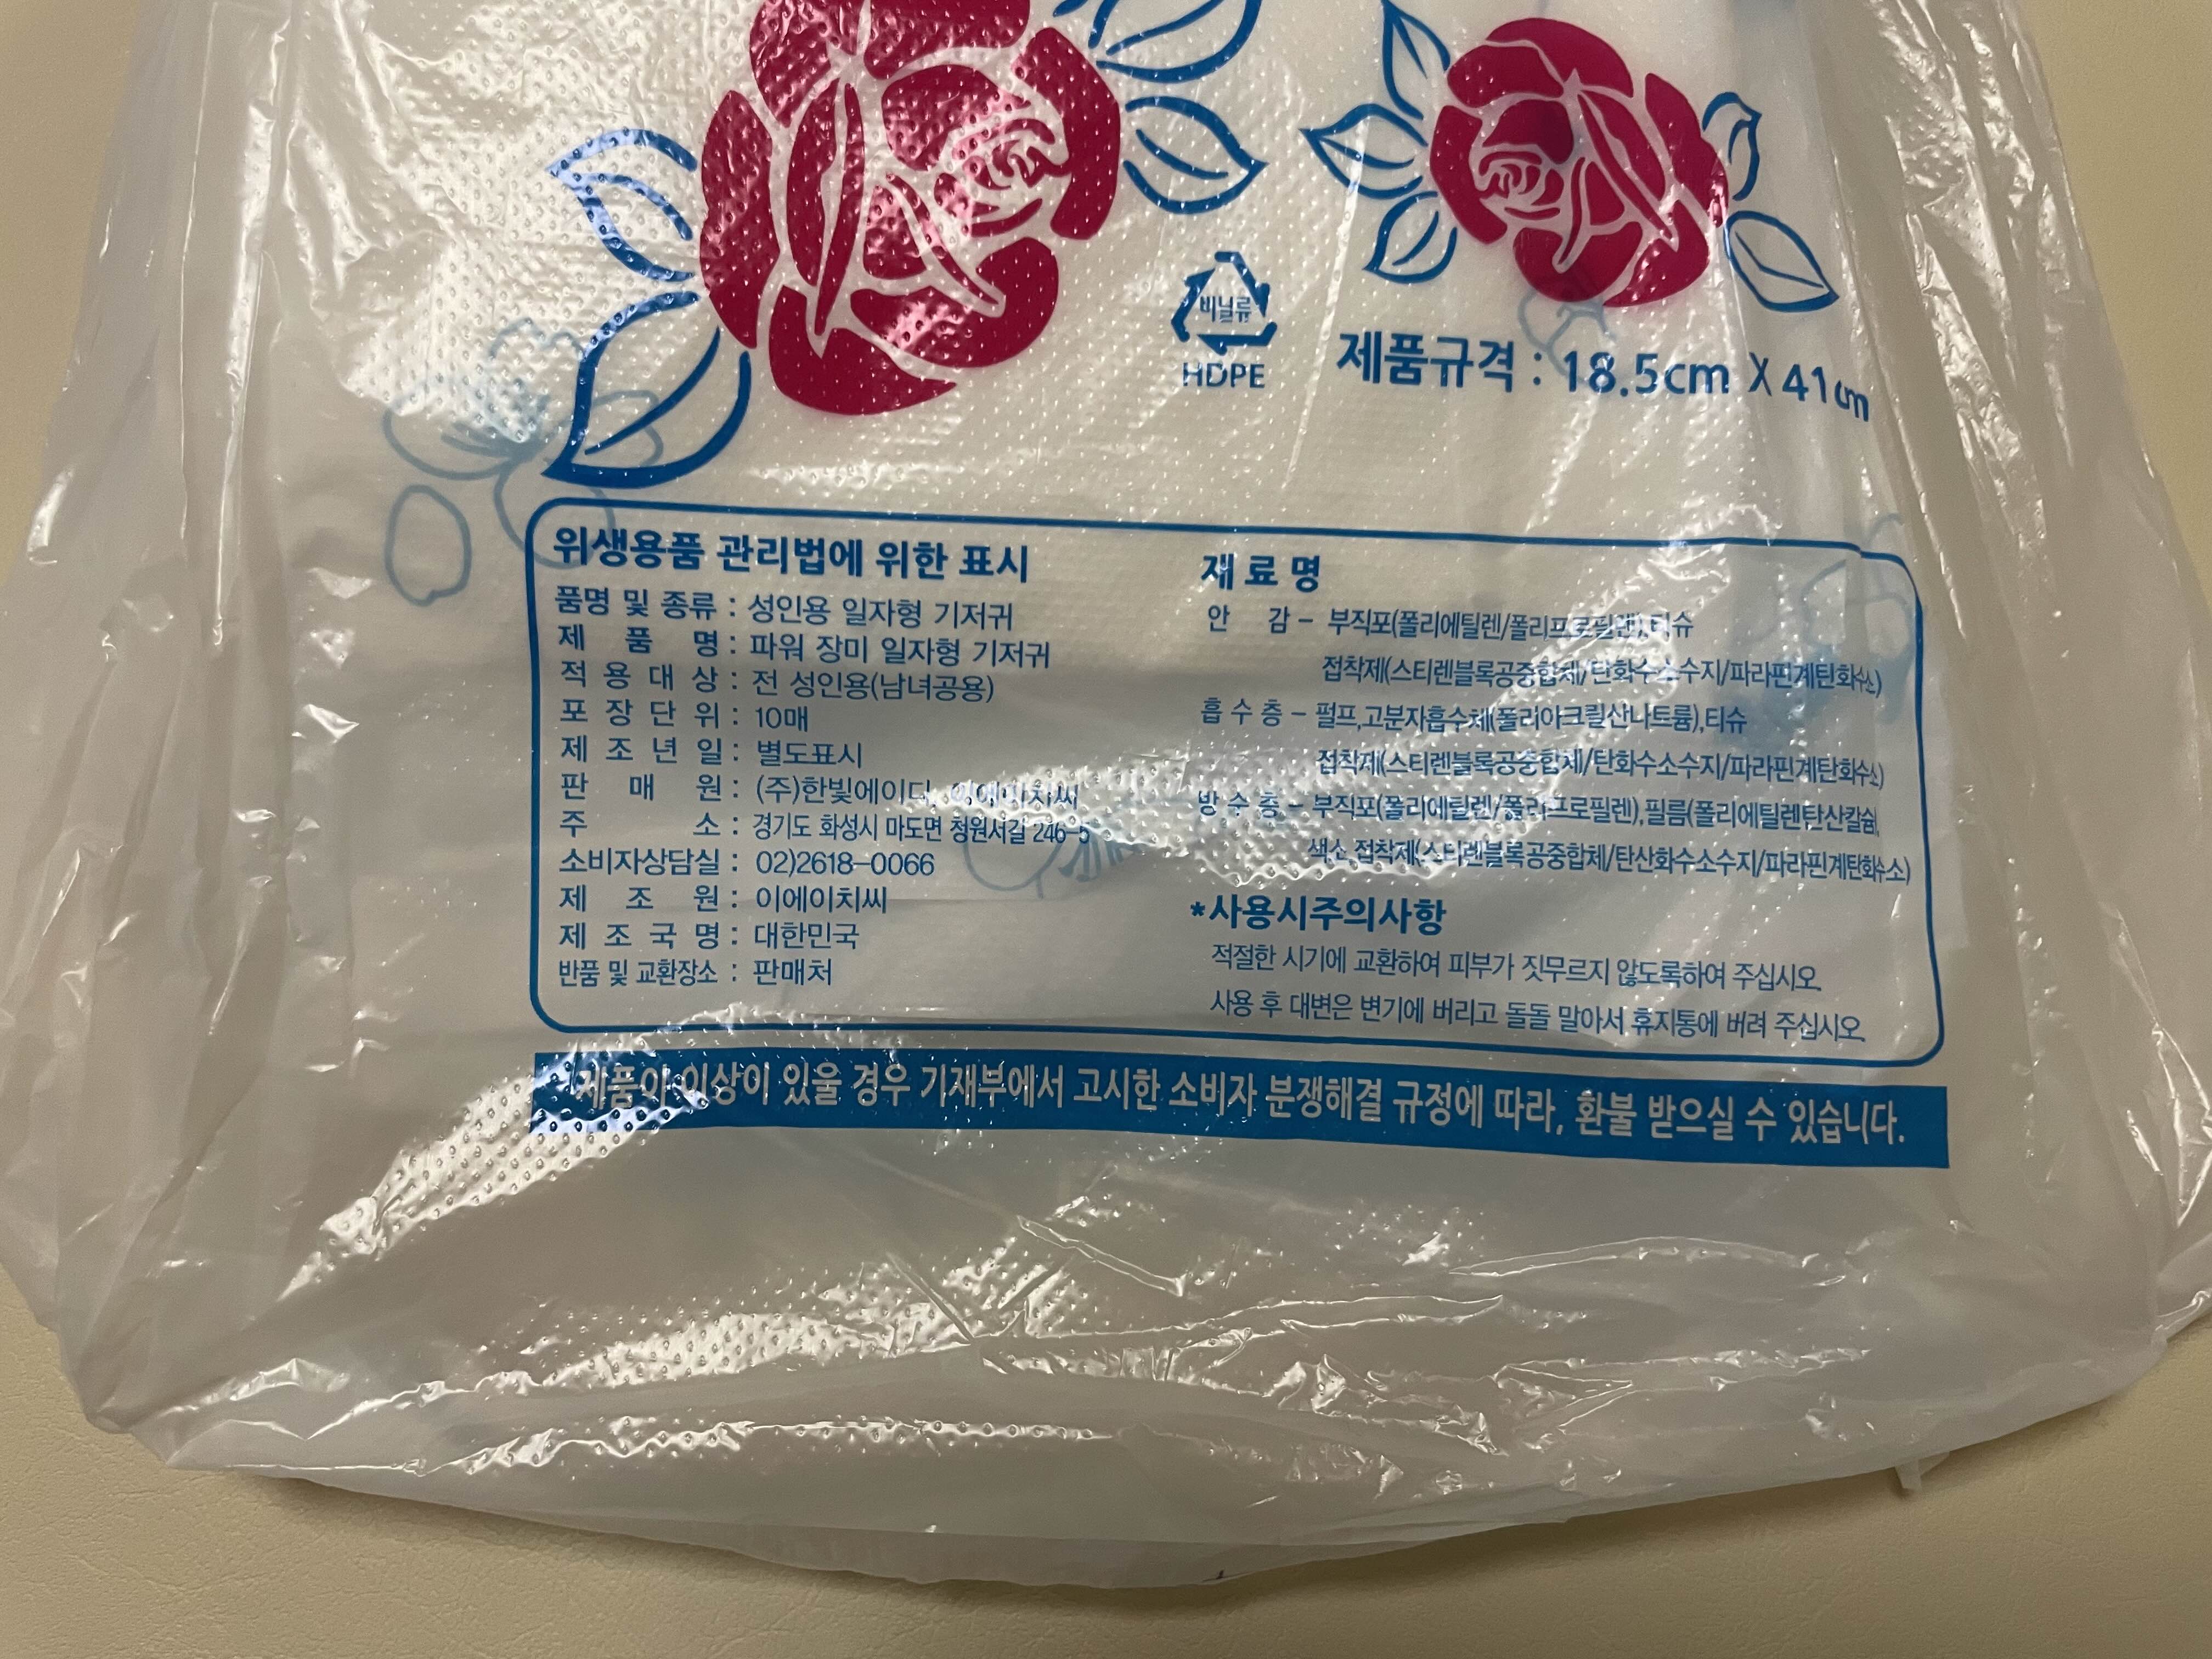 비닐류
HDPE
제품규격 : 18.5cm X 41cm
위생용품 관리법에 위한 표시
품명 및 종류 : 성인용 일자형 기저귀
제 품 명 : 파워 장미 일자형 기저귀
적 용 대 상 : 전 성인용(남녀공용)
포 장 단 위 : 10매
제 조 년 일 : 별도표시
판 매 원 : (주)한빛에이디, 이에이치씨
주 소 : 경기도 화성시 마도면 청원서길 246-5
소비자상담실 : 02)2618-0066
제 조 원 : 이에이치씨
제 조 국 명 : 대한민국
반품 및 교환장소 : 판매처
재 료 명
안 감 - 부직포(폴리에틸렌/폴리프로필렌),티슈
접착제(스티렌블록공중합체/탄화수소수지/파라핀계탄화수소)
흡 수 층 - 펄프,고분자흡수체(폴리아크릴산나트륨),티슈
접착제(스티렌블록공중합체/탄화수소수지/파라핀계탄화수소)
방 수 층 - 부직포(폴리에틸렌/폴리프로필렌),필름(폴리에틸렌탄산칼슘),
색소,접착제(스티렌블록공중합체/탄산화수소수지/파라핀계탄화수소)
*사용시주의사항
적절한 시기에 교환하여 피부가 짓무르지 않도록하여 주십시오.
사용 후 대변은 변기에 버리고 돌돌 말아서 휴지통에 버려 주십시오.
제품이 이상이 있울 경우 기재부에서 고시한 소비자 분쟁해결 규정에 따라, 환불 받으실 수 있습니다.